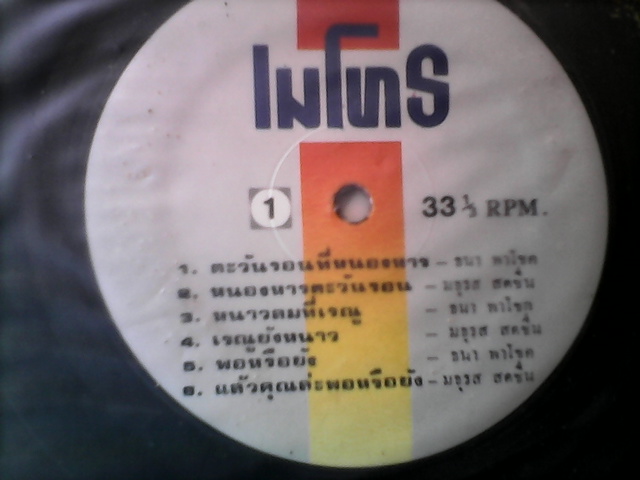 ไมโทร
1
33 1/3 RPM.
1. ตะวันรอนที่หนองหาร – ธนา พาโชค
2. หนองหารตะวันรอน – มธุรส สดชื่น
3. หนาวลมที่เรณู – ธนา พาโชค
4. เรณูยังหนาว – มธุรส สดชื่น
5. พอหรือยัง – ธนา พาโชค
6. แล้วคุณล่ะพอหรือยัง – มธุรส สดชื่น